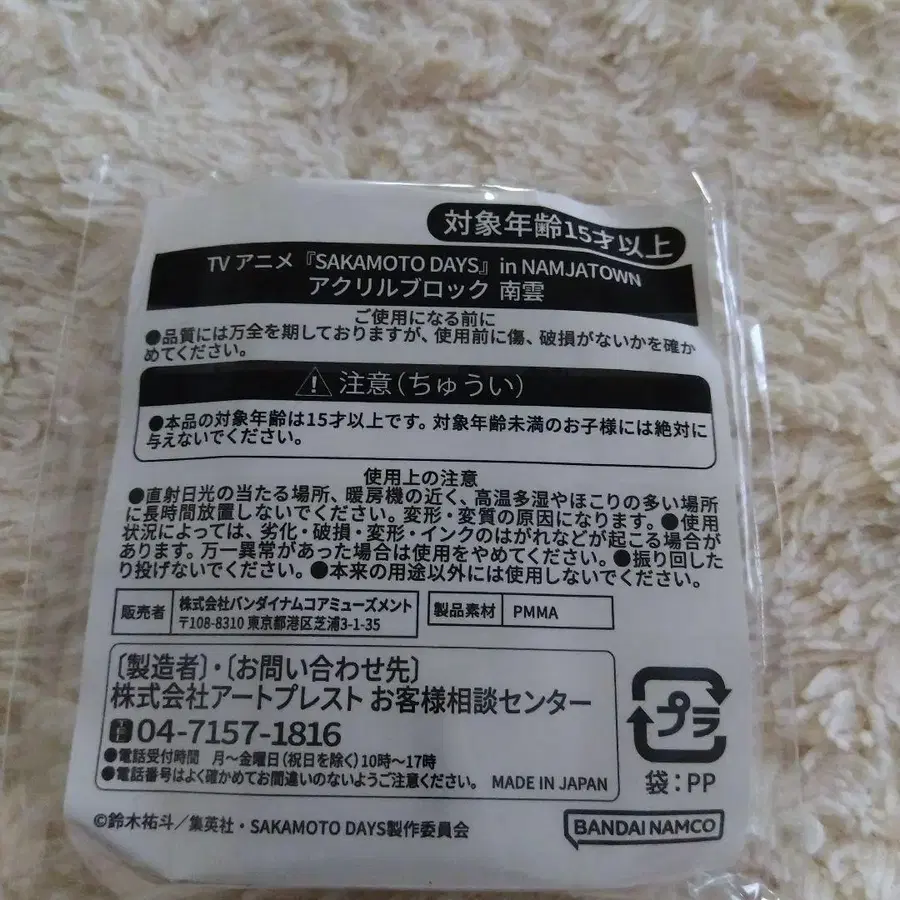 対象年齢15才以上
TV アニメ『SAKAMOTO DAYS』 in NAMJATOWN
アクリルブロック 南雲
ご使用になる前に
●品質には万全を期しておりますが、使用前に傷、破損がないかを確か
めてください。
注意(ちゅうい)
●本品の対象年齢は15才以上です。対象年齢未満のお子様には絶対に
与えないでください。
使用上の注意
●直射日光の当たる場所、暖房機の近く、高温多湿やほこりの多い場所
に長時間放置しないでください。変形・変質の原因になります。●使用
状況によっては、劣化・破損・変形・インクのはがれなどが起こる場合が
あります。万一異常があった場合は使用をやめてください。●振り回した
り投げないでください。●本来の用途以外には使用しないでください。
販売者 株式会社バンダイナムコアミューズメント
〒108-8310 東京都港区芝浦3-1-35
製品素材 PMMA
〔製造者〕・〔お問い合わせ先〕
株式会社アートプレスト お客様相談センター
04-7157-1816
●電話受付時間 月〜金曜日(祝日を除く)10時〜17時
●電話番号はよく確かめてお間違いのないようご注意ください。 MADE IN JAPAN
プラ
袋:PP
©鈴木祐斗/集英社・SAKAMOTO DAYS製作委員会
BANDAI NAMCO